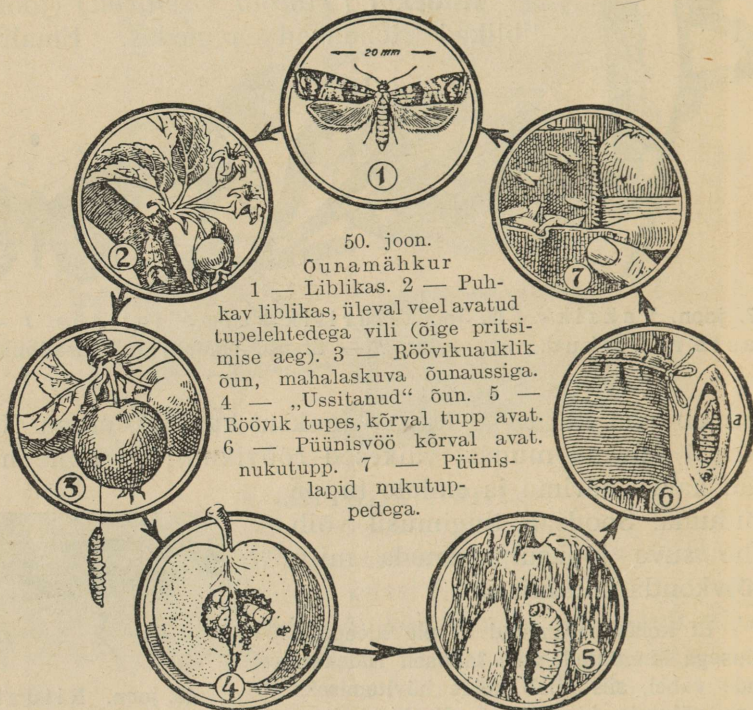 20 mm
1
2
3
4
5
6
a
7
50. joon.
Õunamähkur
1 — Liblikas. 2 — Puh-
kav liblikas, üleval veel avatud
tupelehtedega vili (õige pritsi-
mise aeg). 3 — Röövikuauklik
õun, mahalaskuva õunaussiga.
4 — „Ussitanud“ õun. 5 —
Röövik tupes, kõrval tupp avat.
6 — Püünisvöö kõrval avat.
nukutupp. 7 — Püünis-
lapid nukutup-
pedega.